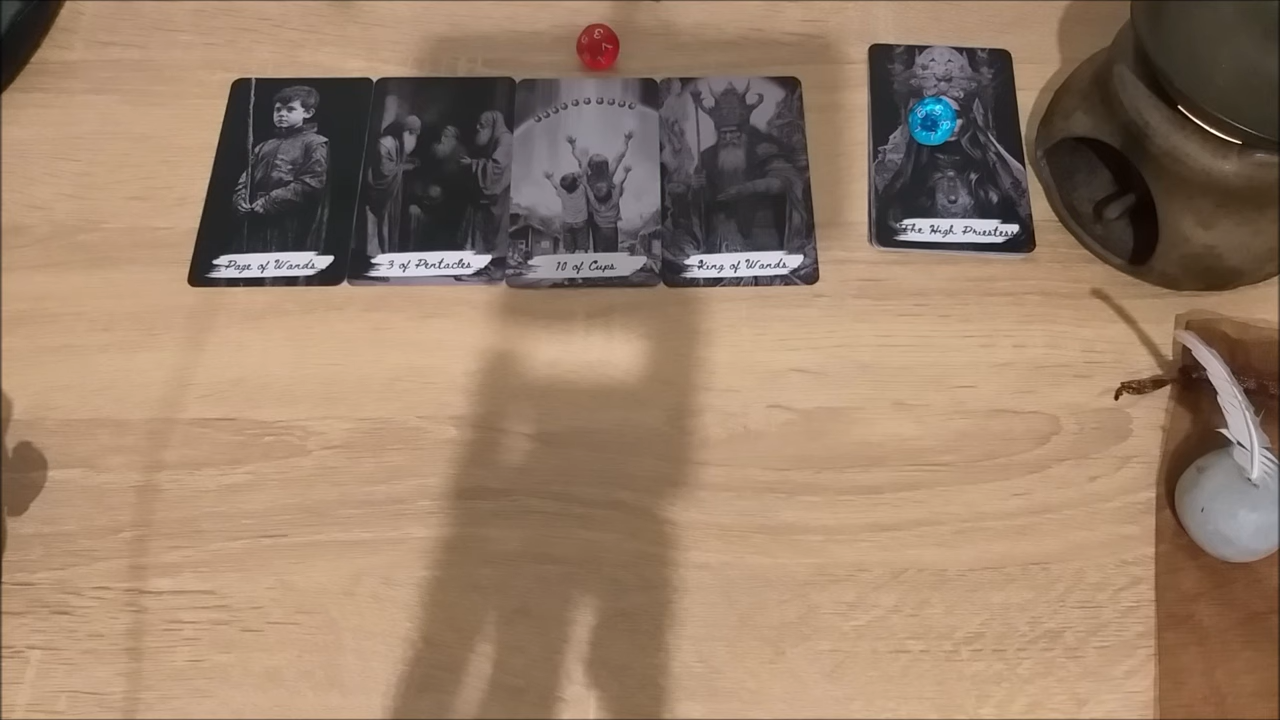 Page of Wands
3 of Pentacles
10 of Cups
King of Wands
The High Priestess